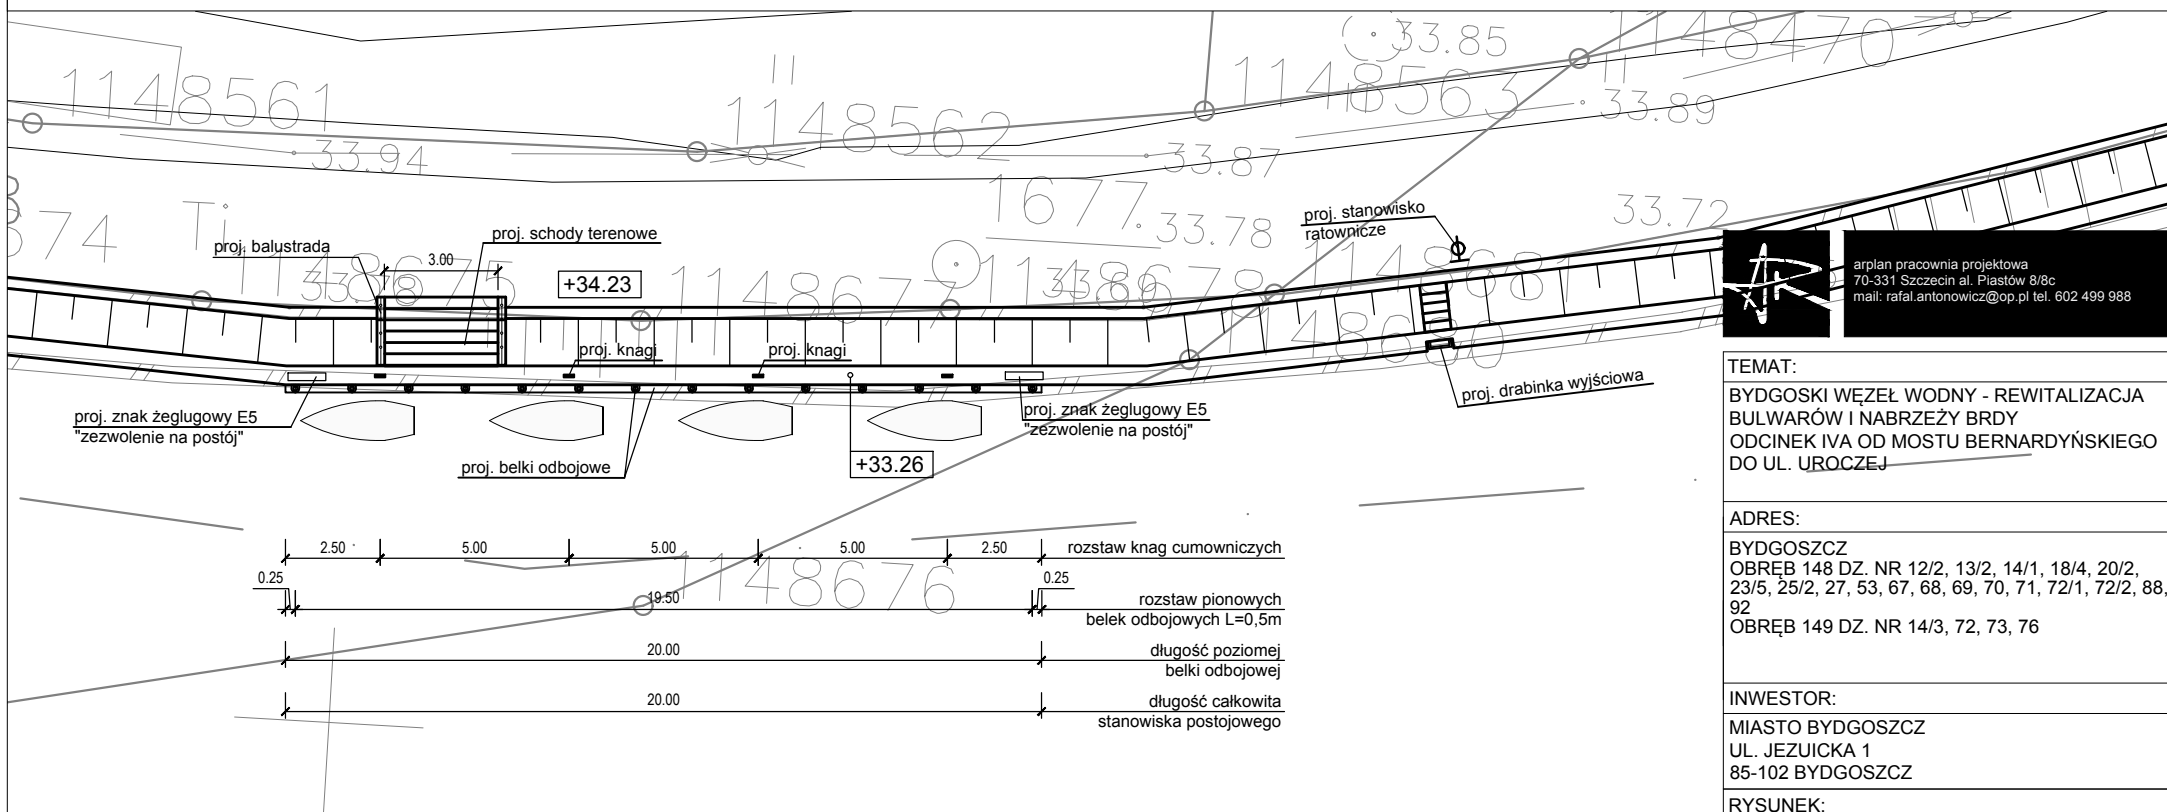 33.85
1148470
1148561
1148562
1148563
33.89
33.94
33.87
1677
33.78
33.72
674
Ti
proj. balustrada
proj. schody terenowe
3.00
+34.23
proj. stanowisko
ratownicze
114867
1148677
114868
1148681
1148680
proj. knagi
proj. knagi
proj. znak żeglugowy E5
"zezwolenie na postój"
proj. belki odbojowe
+33.26
proj. znak żeglugowy E5
"zezwolenie na postój"
proj. drabinka wyjściowa
2.50
5.00
5.00
5.00
2.50
rozstaw knag cumowniczych
0.25
0.25
1148676
19.50
rozstaw pionowych
belek odbojowych L=0,5m
20.00
długość poziomej
belki odbojowej
20.00
długość całkowita
stanowiska postojowego
arplan pracownia projektowa
70-331 Szczecin al. Piastów 8/8c
mail: rafal.antonowicz@op.pl tel. 602 499 988
TEMAT:
BYDGOSKI WĘZEŁ WODNY - REWITALIZACJA
BULWARÓW I NABRZEŻY BRDY
ODCINEK IVA OD MOSTU BERNARDYŃSKIEGO
DO UL. UROCZEJ
ADRES:
BYDGOSZCZ
OBRĘB 148 DZ. NR 12/2, 13/2, 14/1, 18/4, 20/2,
23/5, 25/2, 27, 53, 67, 68, 69, 70, 71, 72/1, 72/2, 88,
92
OBRĘB 149 DZ. NR 14/3, 72, 73, 76
INWESTOR:
MIASTO BYDGOSZCZ
UL. JEZUICKA 1
85-102 BYDGOSZCZ
RYSUNEK: